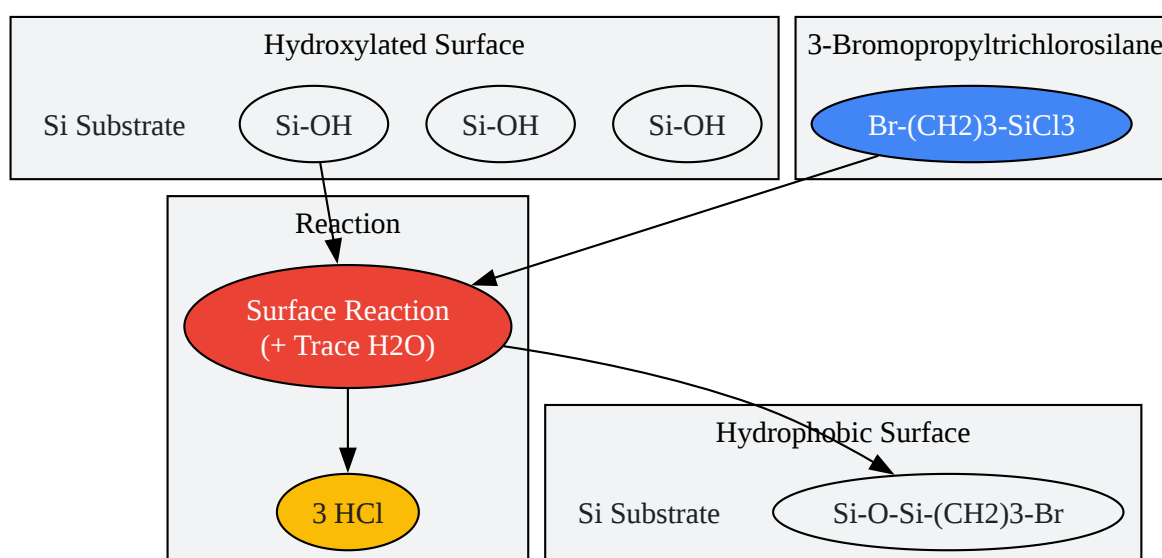 Hydroxylated Surface
Si Substrate
Si-OH
Si-OH
Si-OH
3-Bromopropyltrichlorosilane
Br-(CH2)3-SiCl3
Reaction
Surface Reaction
(+ Trace H2O)
3 HCl
Hydrophobic Surface
Si Substrate
Si-O-Si-(CH2)3-Br